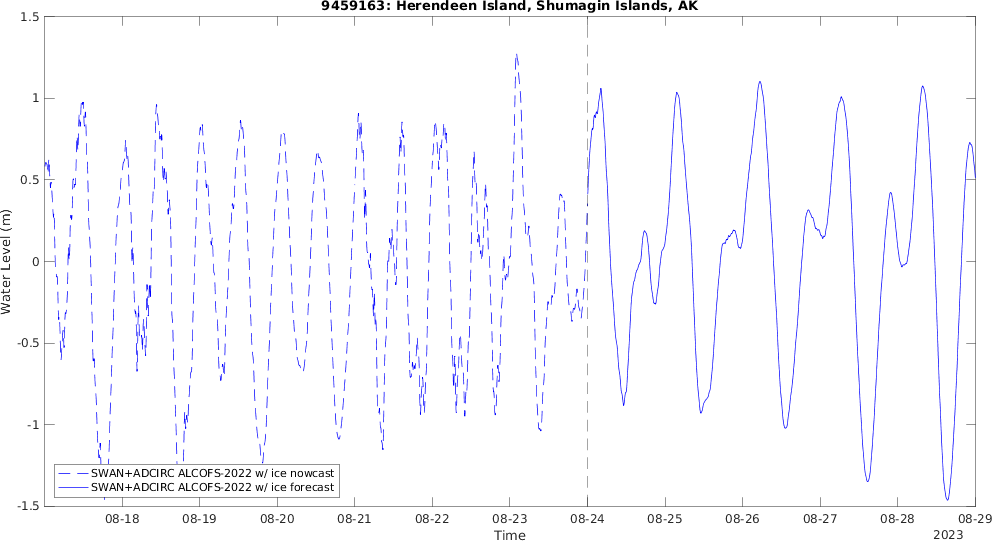 9459163: Herendeen Island, Shumagin Islands, AK
1.5
1
0.5
0
-0.5
-1
-1.5
Water Level (m)
SWAN+ADCIRC ALCOFS-2022 w/ ice nowcast
SWAN+ADCIRC ALCOFS-2022 w/ ice forecast
08-18 08-19 08-20 08-21 08-22 08-23 08-24 08-25 08-26 08-27 08-28 08-29
Time
2023